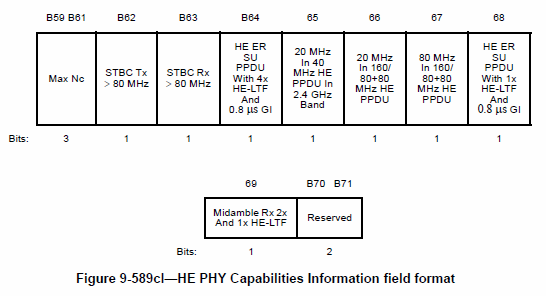 B59 B61 B62 B63 B64 65 66 67 68
Max Nc
STBC Tx
> 80 MHz
STBC Rx
> 80 MHz
HE ER
SU
PPDU
With 4x
HE-LTF
And
0.8 μs GI
20 MHz
In 40
MHz HE
PPDU In
2.4 GHz
Band
20 MHz
In 160/
80+80
MHz HE
PPDU
80 MHz
In 160/
80+80
MHz HE
PPDU
HE ER
SU
PPDU
With 1x
HE-LTF
And
0.8 μs GI
Bits: 3 1 1 1 1 1 1 1
69 B70 B71
Midamble Rx 2x
And 1x HE-LTF
Reserved
Bits: 1 2
Figure 9-589cl—HE PHY Capabilities Information field format